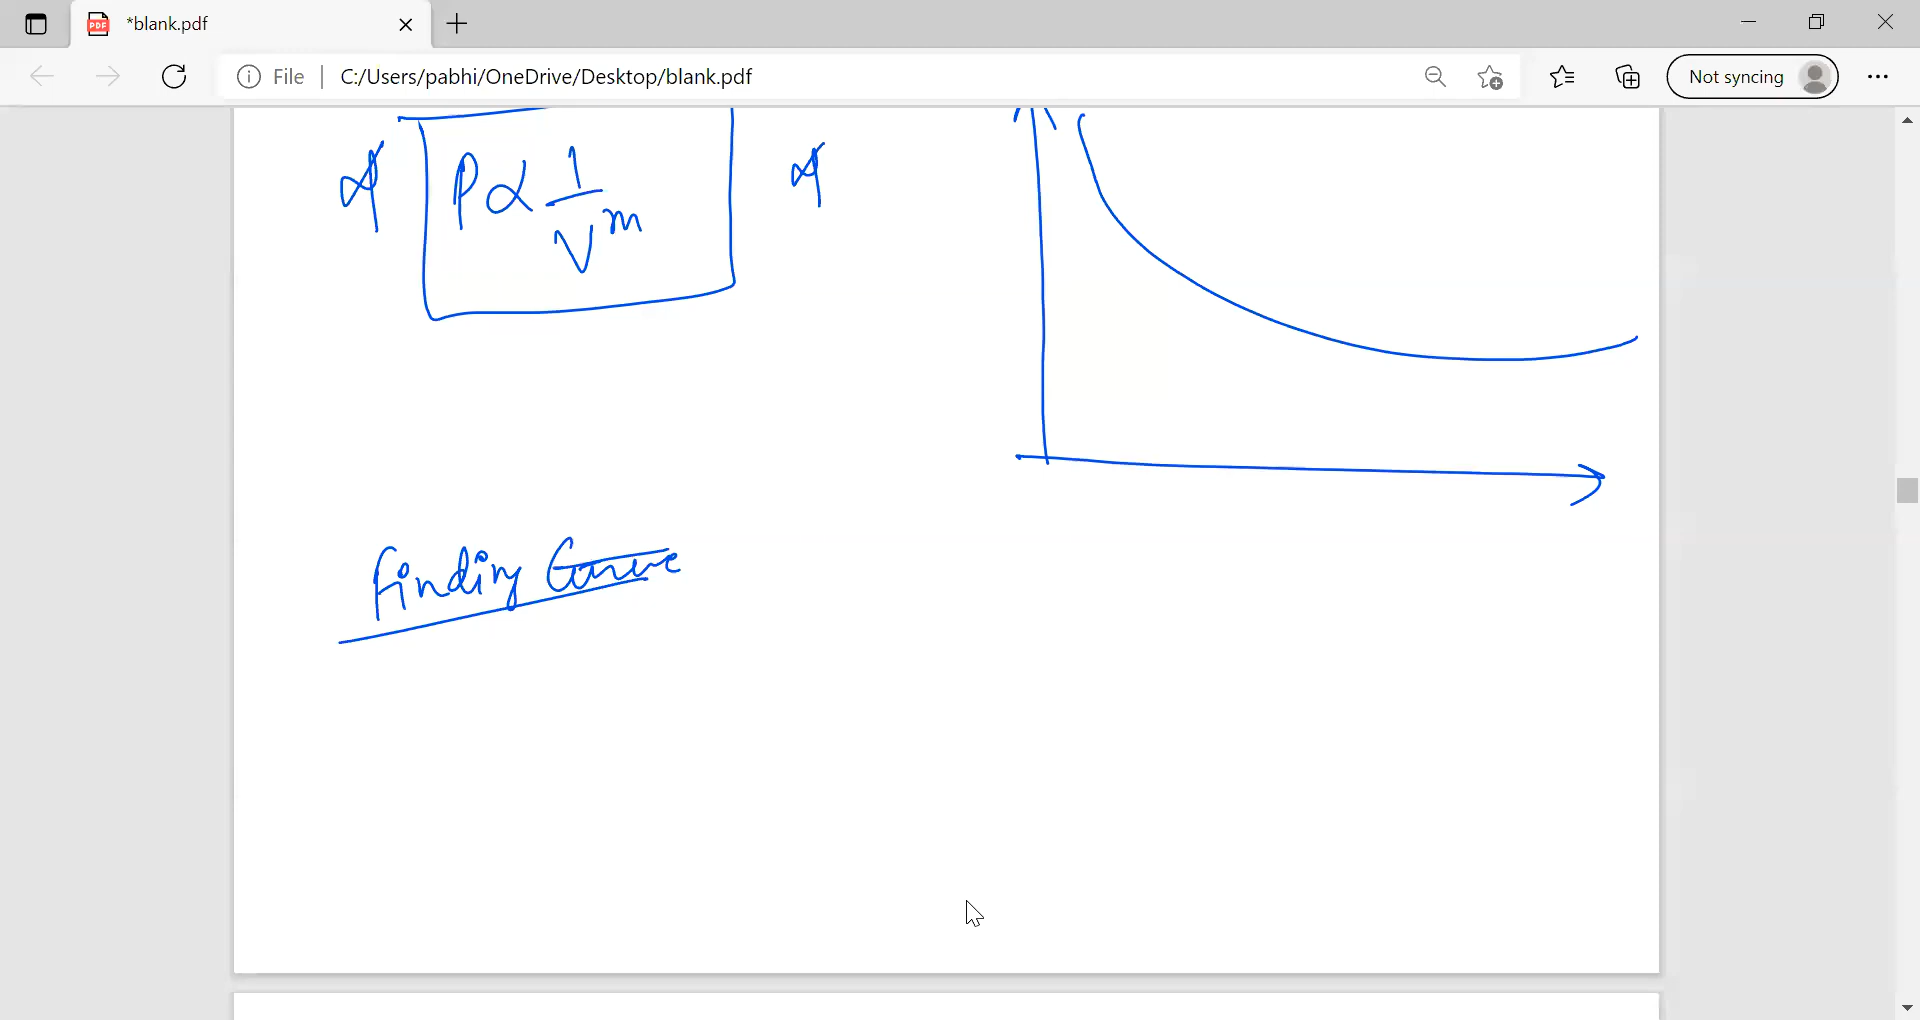 *blank.pdf
File
C:/Users/pabhi/OneDrive/Desktop/blank.pdf
Not syncing
P ∝ 1/V^m
Finding Curve